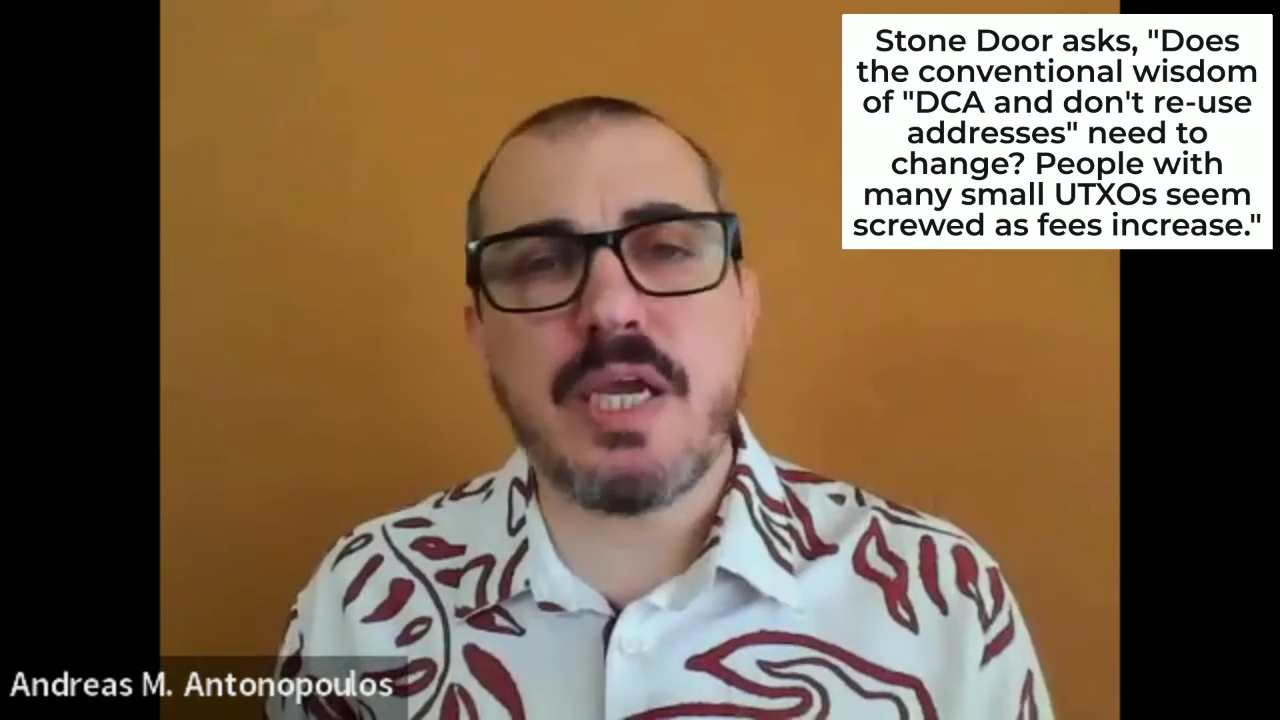 Stone Door asks, "Does
the conventional wisdom
of "DCA and don't re-use
addresses" need to
change? People with
many small UTXOs seem
screwed as fees increase."
Andreas M. Antonopoulos